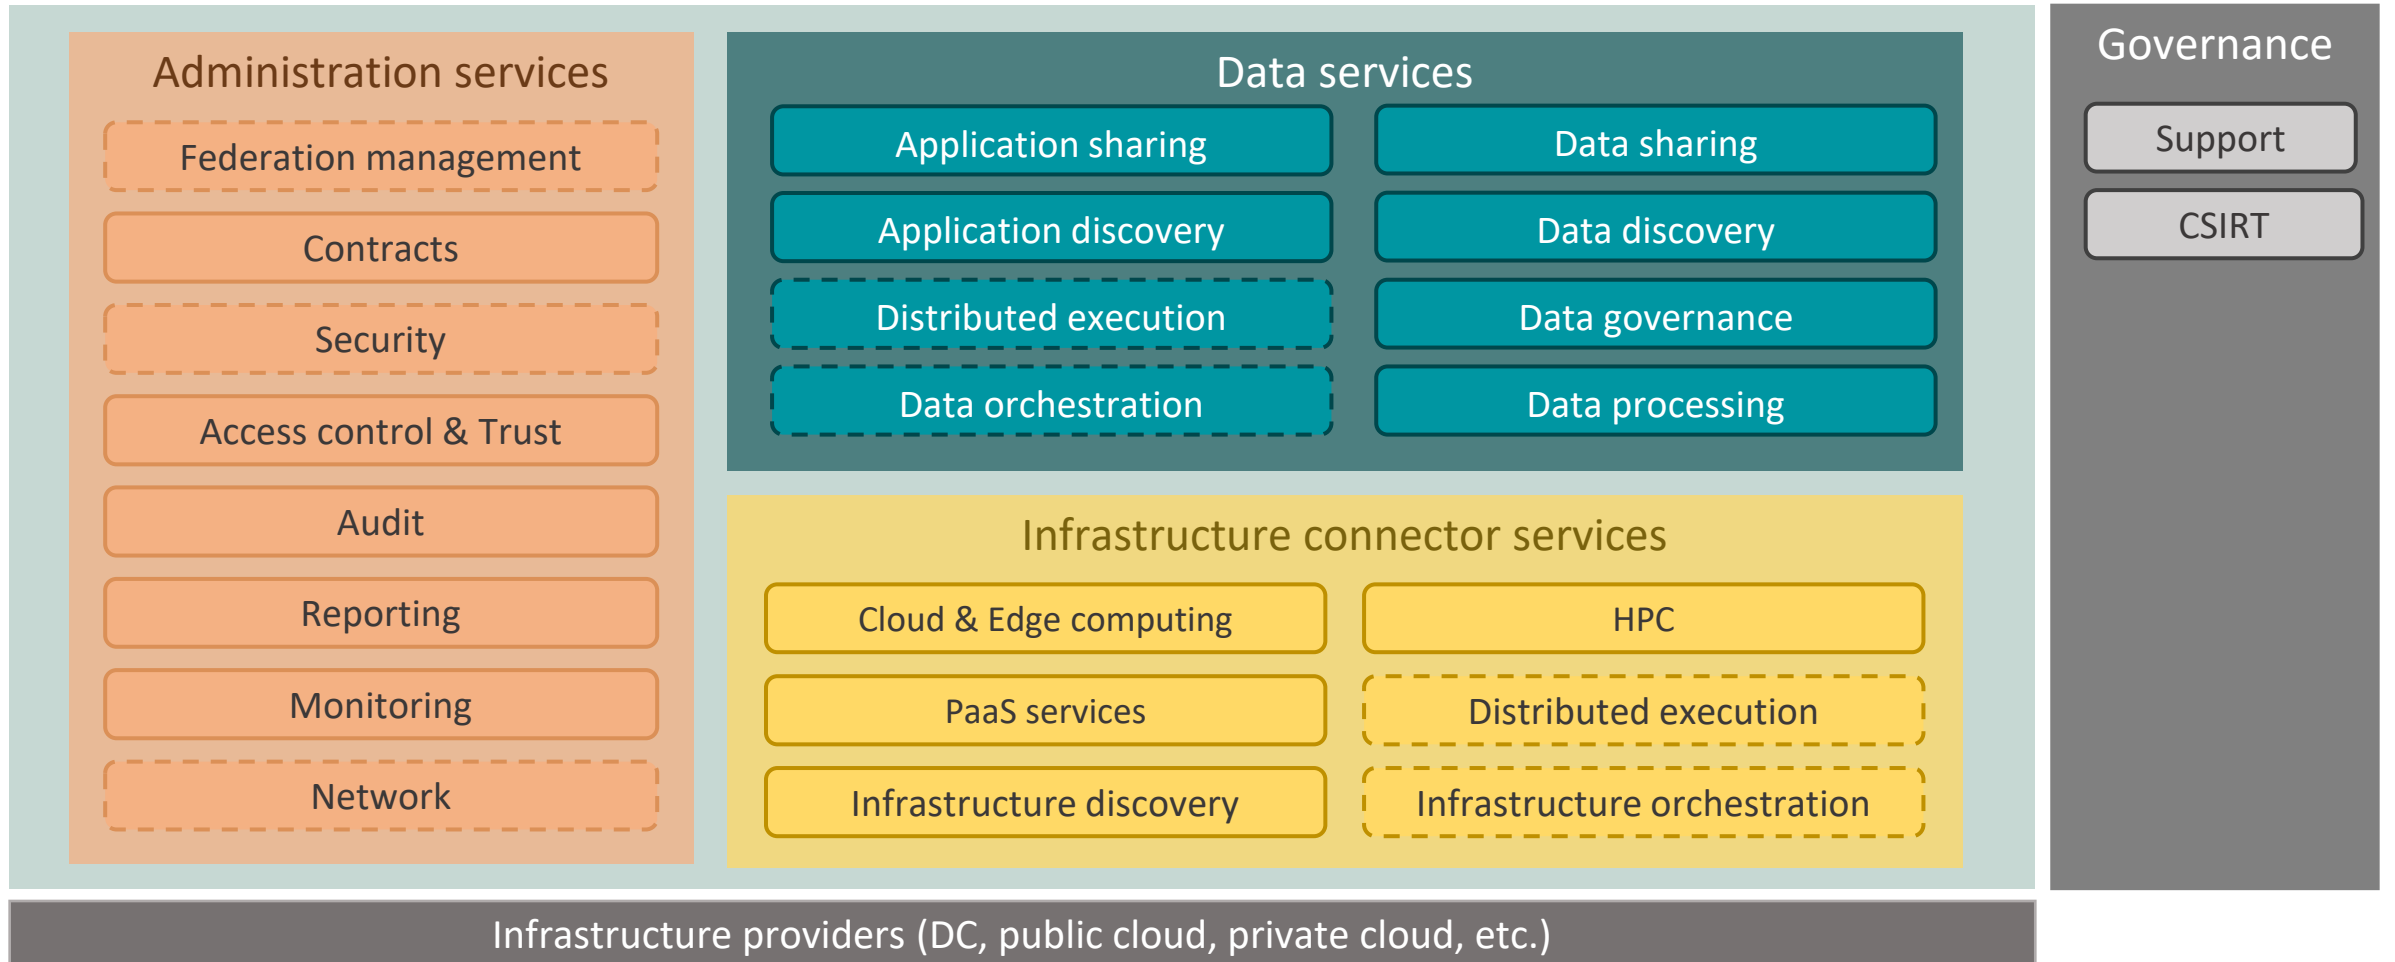 Administration services
Federation management
Contracts
Security
Access control & Trust
Audit
Reporting
Monitoring
Network
Data services
Application sharing
Data sharing
Application discovery
Data discovery
Distributed execution
Data governance
Data orchestration
Data processing
Infrastructure connector services
Cloud & Edge computing
HPC
PaaS services
Distributed execution
Infrastructure discovery
Infrastructure orchestration
Governance
Support
CSIRT
Infrastructure providers (DC, public cloud, private cloud, etc.)